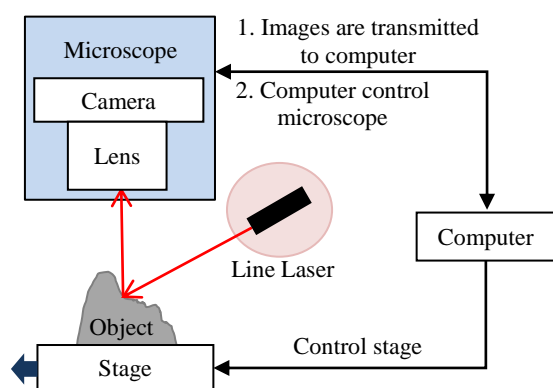 Microscope
Camera
Lens
1. Images are transmitted
to computer
2. Computer control
microscope
Line Laser
Computer
Object
Stage
Control stage